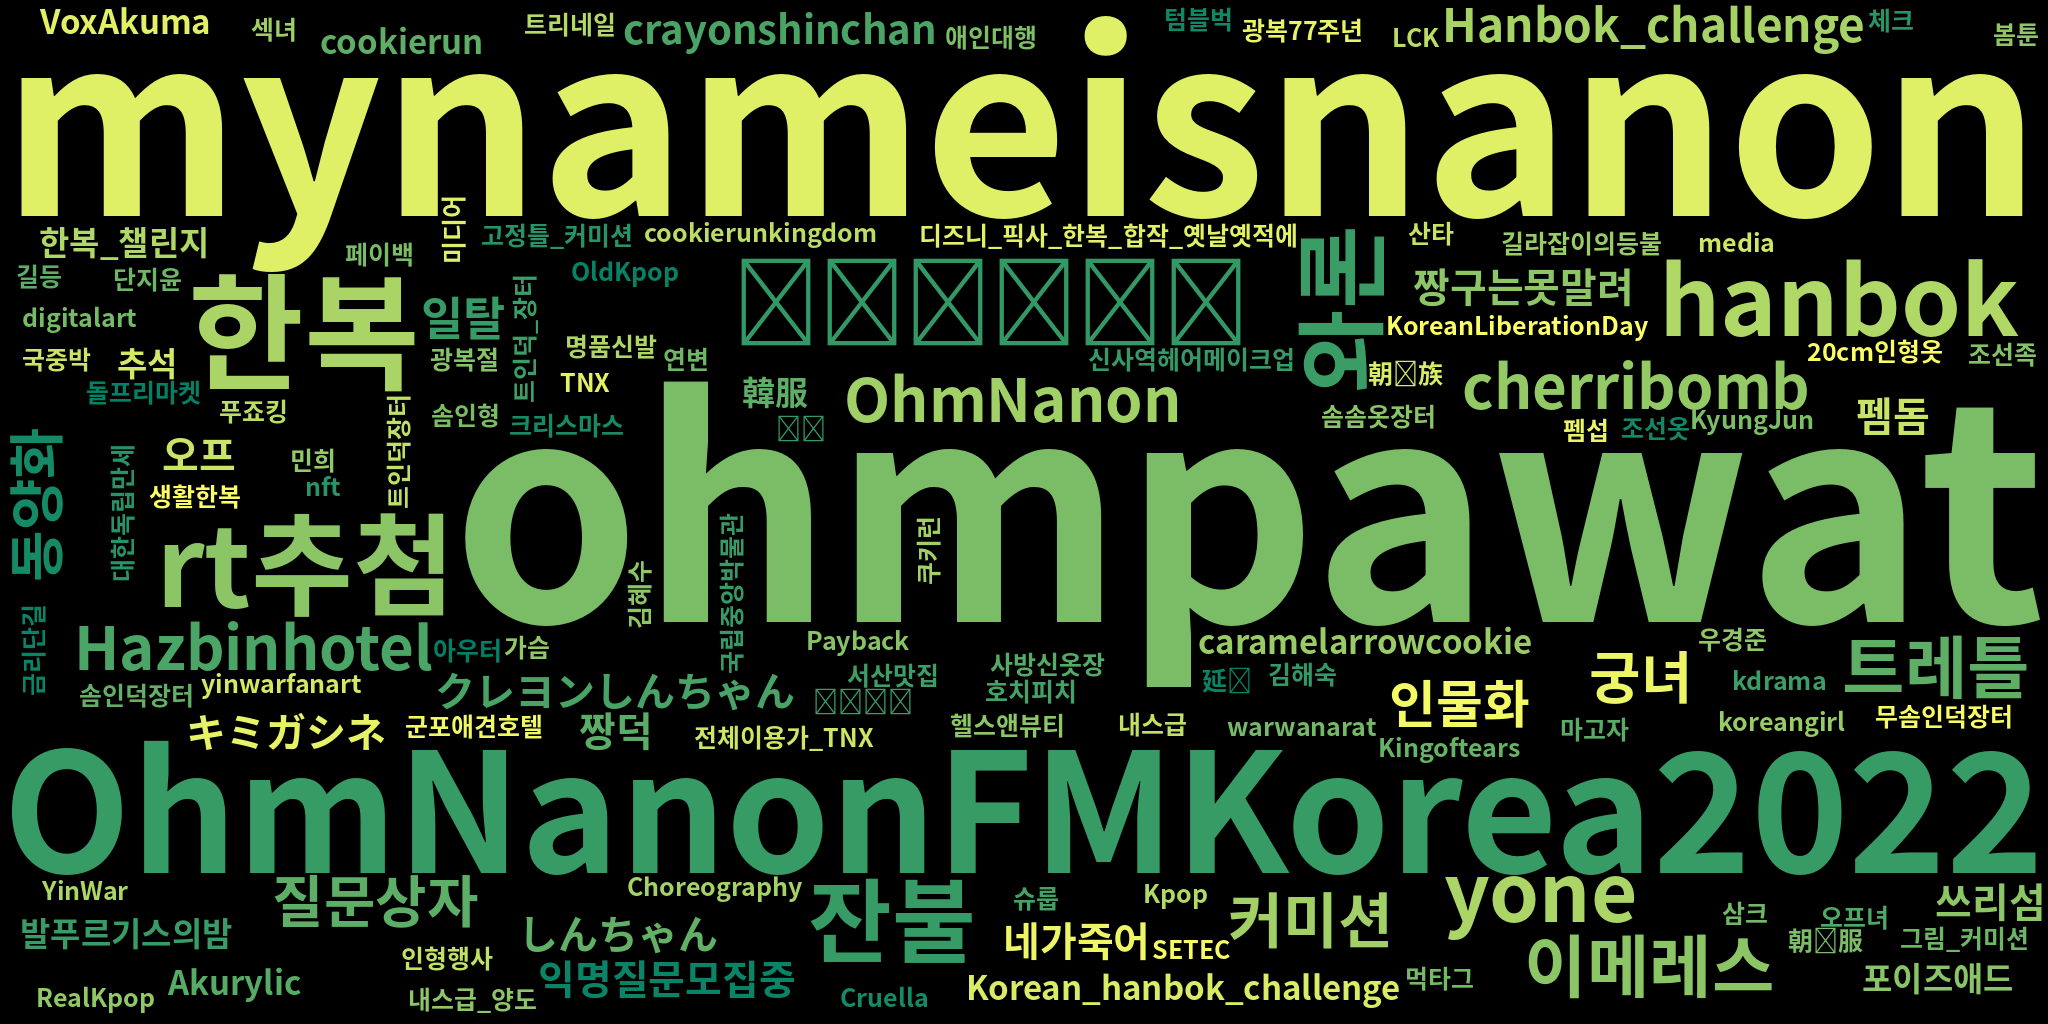 VoxAkuma
섹녀
cookierun
트리네일
crayonshinchan
애인대행
텀블벅
광복77주년
LCK
Hanbok_challenge
체크
봄툰
mynameisnanon
한복_챌린지
페이백
미디어
고정틀_커미션
cookierunkingdom
디즈니_픽사_한복_합작_옛날옛적에
산타
길라잡이의등불
media
길등
단지윤
OldKpop
와론
짱구는못말려
hanbok
digitalart
한복
일탈
트인덕_장터
KoreanLiberationDay
국중박
추석
광복절
명품신발
연변
신사역헤어메이크업
20cm인형옷
조선족
돌프리마켓
TNX
韓服
OhmNanon
cherribomb
푸죠킹
트인덕장터
솜인형
크리스마스
솜솜옷장터
펨섭
조선옷
KyungJun
펨돔
동양화
대한독립만세
오프
민희
nft
생활한복
ohmpawat
rt추첨
김혜수
국립중앙박물관
쿠키런
금리단길
Hazbinhotel
아우터
가슴
Payback
caramelarrowcookie
우경준
트레틀
솜인덕장터
yinwarfanart
クレヨンしんちゃん
서산맛집
사방신옷장
호치피치
김해숙
궁녀
kdrama
인물화
キミガシネ
군포애견호텔
짱덕
전체이용가_TNX
헬스앤뷰티
내스급
warwanarat
Kingoftears
마고자
koreangirl
무솜인덕장터
OhmNanonFMKorea2022
YinWar
질문상자
Choreography
잔불
슈룹
Kpop
커미션
yone
삼크
오프녀
쓰리섬
발푸르기스의밤
しんちゃん
네가죽어
SETEC
그림_커미션
인형행사
익명질문모집중
이메레스
포이즈애드
RealKpop
Akurylic
내스급_양도
Cruella
Korean_hanbok_challenge
먹타그